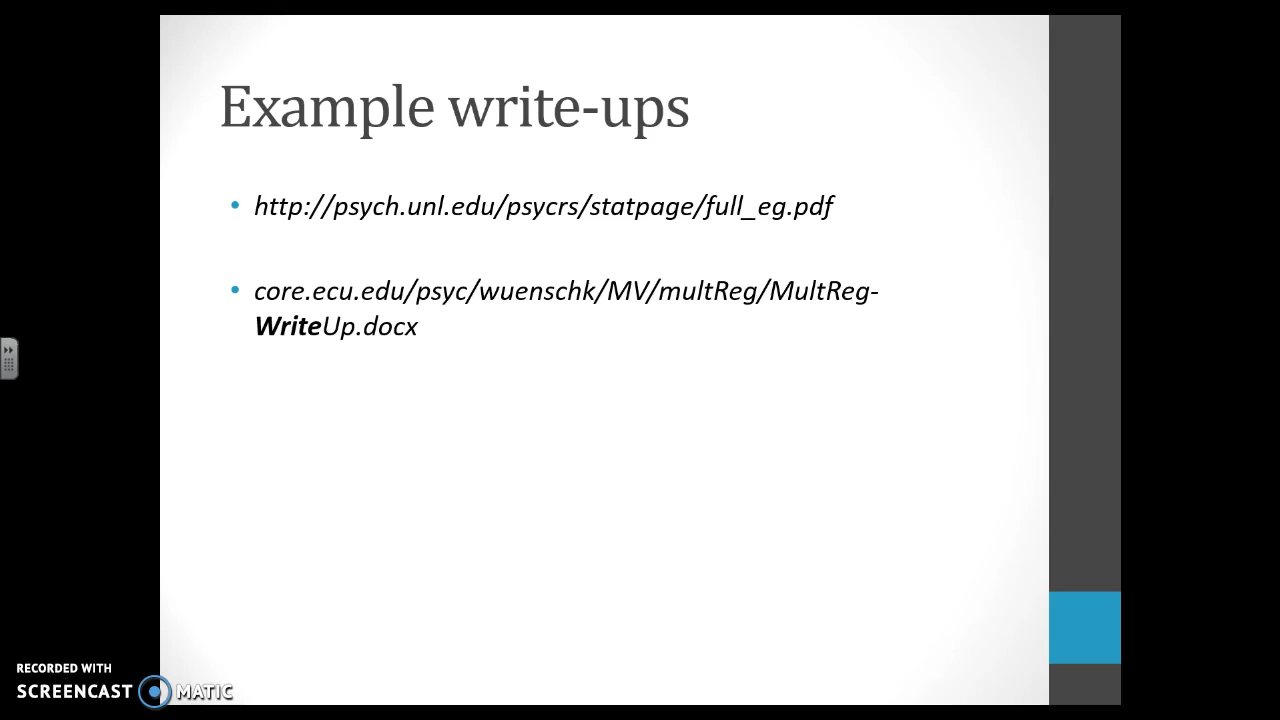 Example write-ups
• http://psych.unl.edu/psycrs/statpage/full_eg.pdf
• core.ecu.edu/psyc/wuenschk/MV/multReg/MultReg-
WriteUp.docx
RECORDED WITH
SCREENCAST MATIC